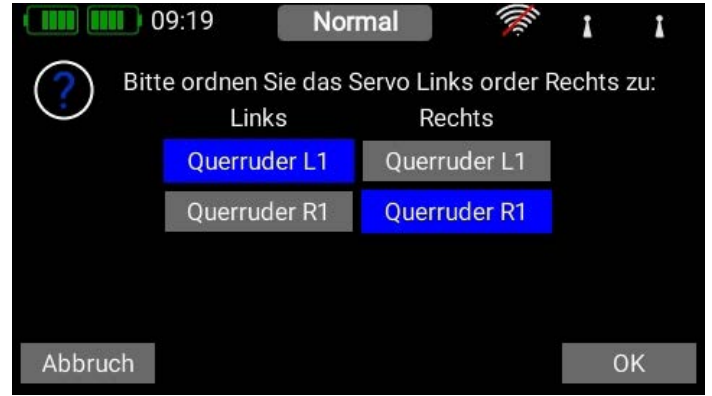 09:19 Normal
Bitte ordnen Sie das Servo Links order Rechts zu:
Links Rechts
Querruder L1 Querruder L1
Querruder R1 Querruder R1
Abbruch OK